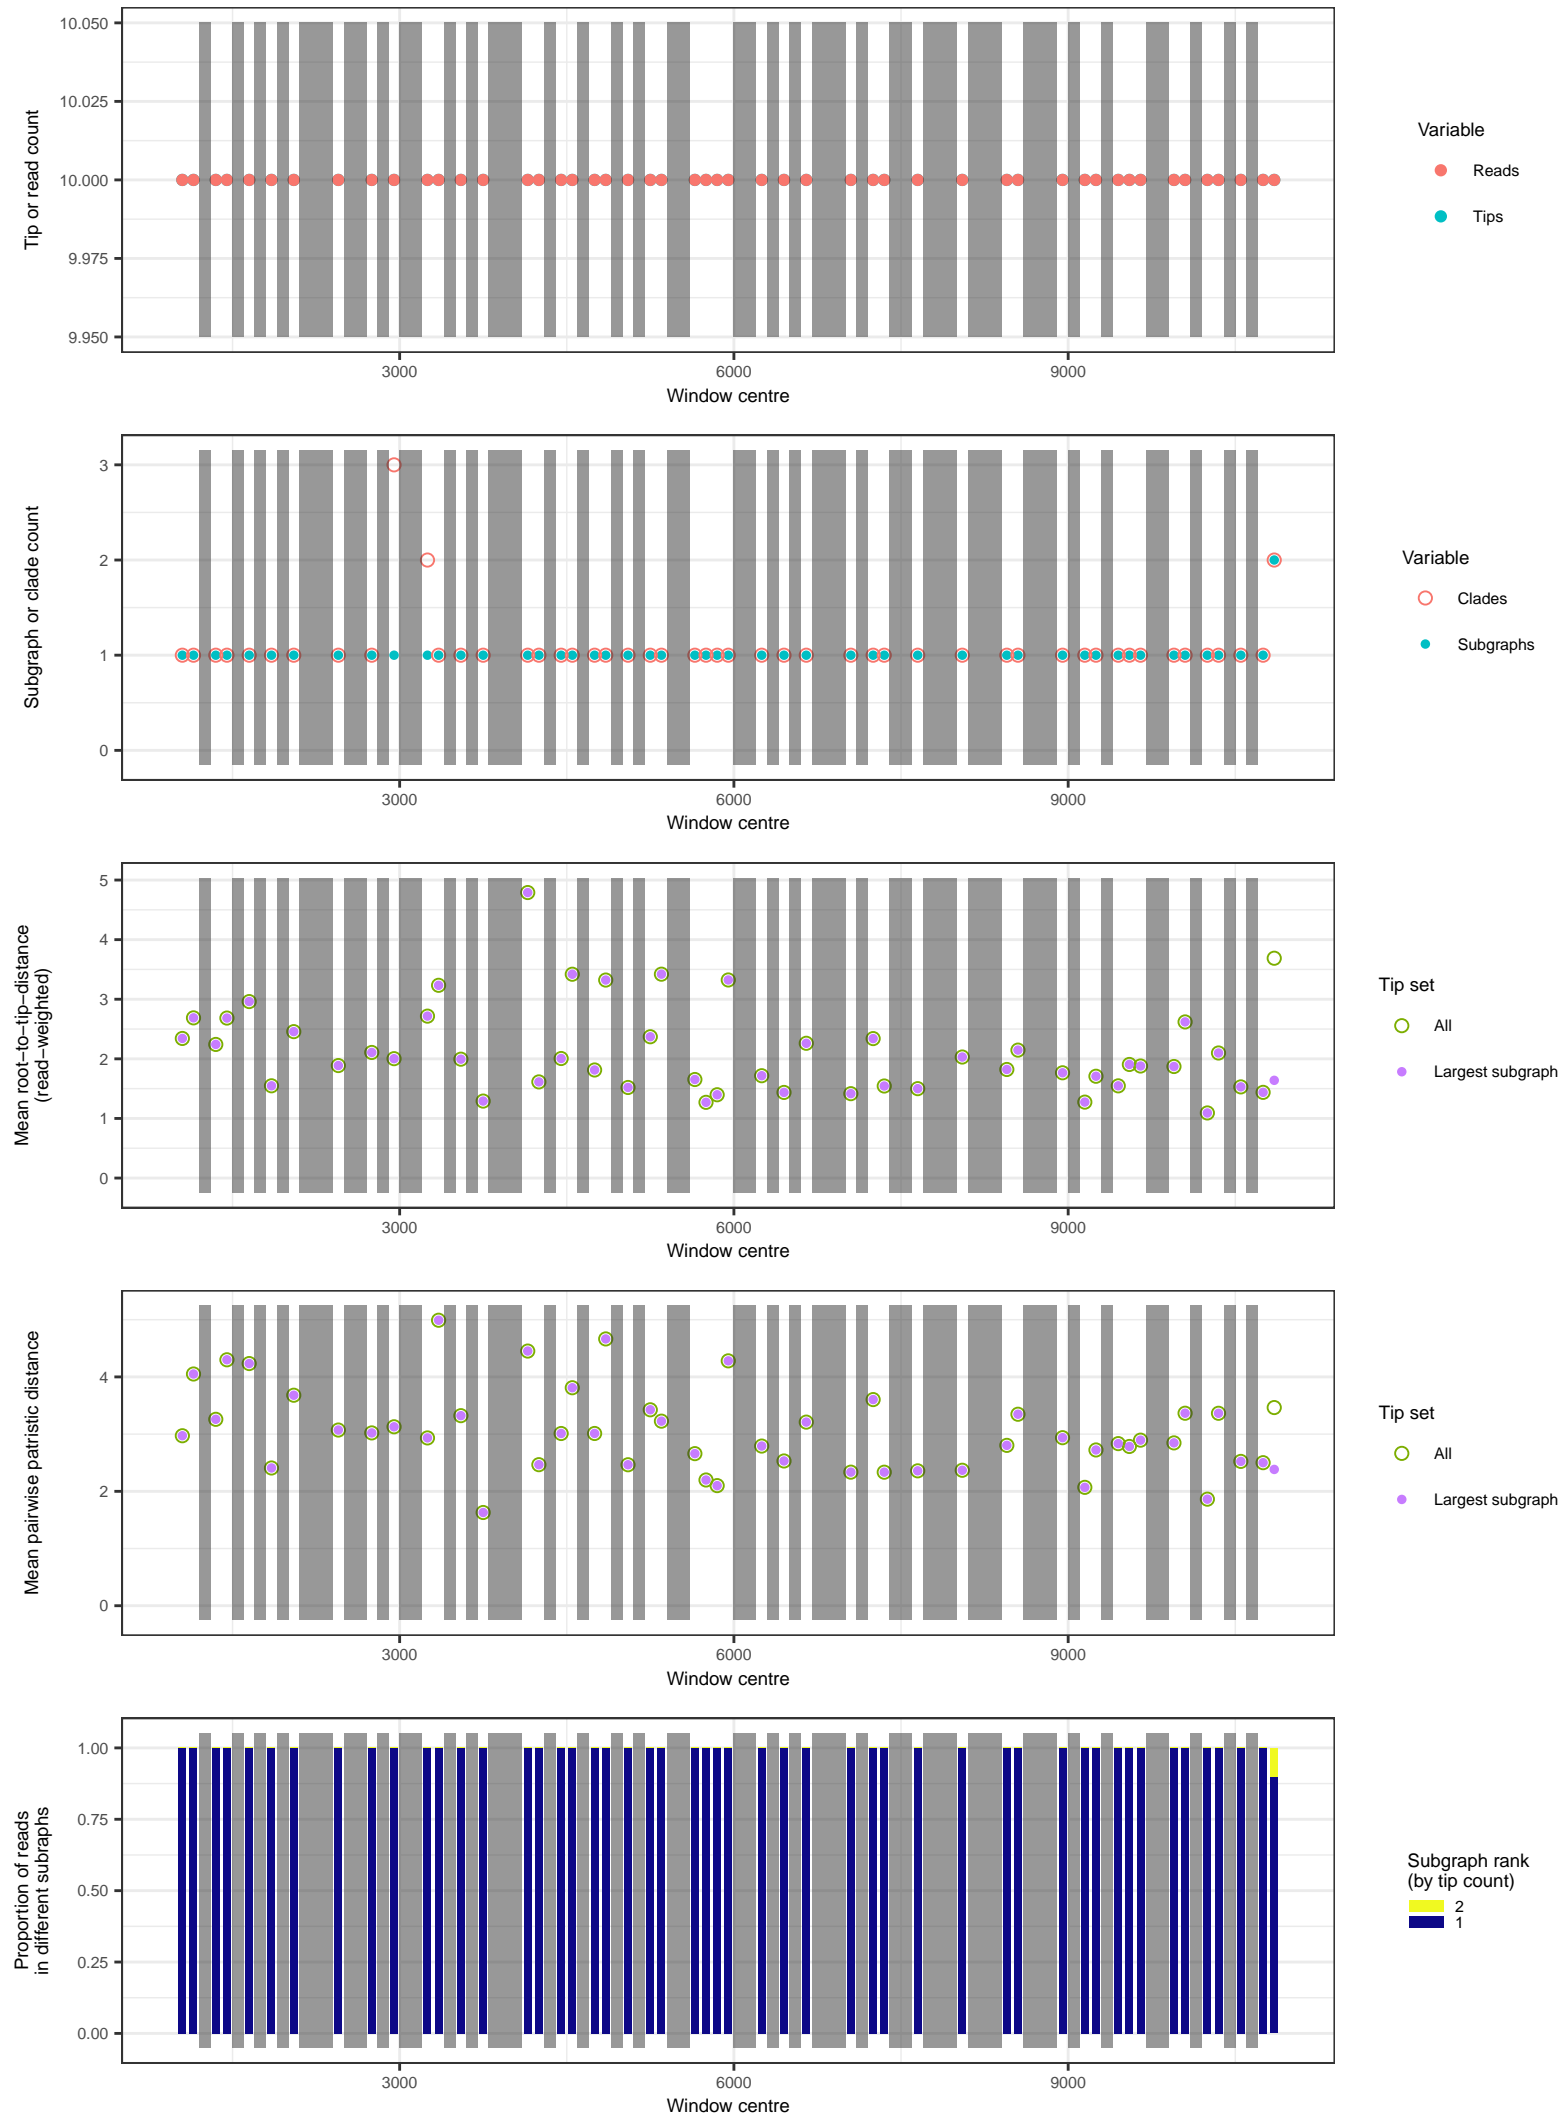 10.050
10.025
10.000
9.975
9.950
Tip or read count
3000
6000
9000
Window centre
Variable
Reads
Tips
3
2
1
0
Subgraph or clade count
3000
6000
9000
Window centre
Variable
Clades
Subgraphs
5
4
3
2
1
0
Mean root−to−tip−distance
(read−weighted)
3000
6000
9000
Window centre
Tip set
All
Largest subgraph
4
2
0
Mean pairwise patristic distance
3000
6000
9000
Window centre
Tip set
All
Largest subgraph
1.00
0.75
0.50
0.25
0.00
Proportion of reads
in different subraphs
3000
6000
9000
Window centre
Subgraph rank
(by tip count)
2
1